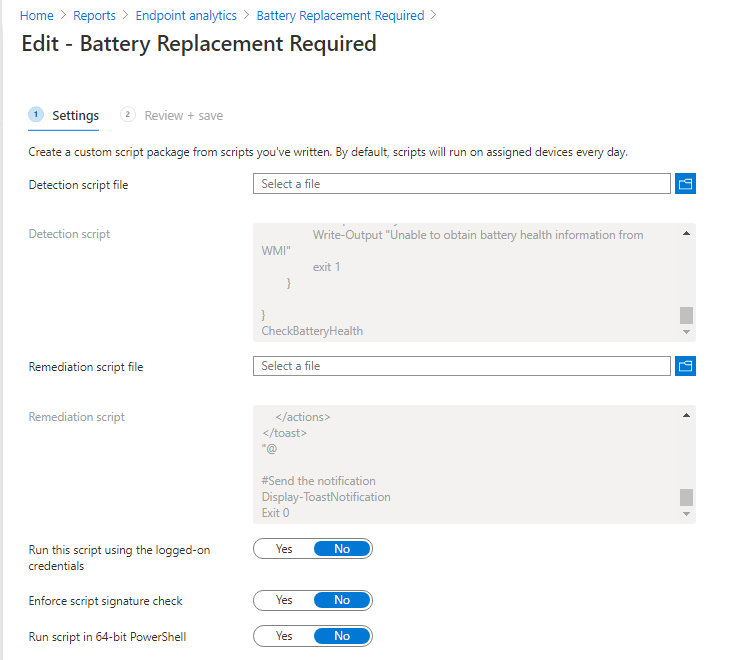 Home > Reports > Endpoint analytics > Battery Replacement Required >
Edit - Battery Replacement Required
1 Settings 2 Review + save
Create a custom script package from scripts you've written. By default, scripts will run on assigned devices every day.
Detection script file Select a file
Detection script
Write-Output "Unable to obtain battery health information from
WMI"
exit 1
}
}
CheckBatteryHealth
Remediation script file Select a file
Remediation script
</actions>
</toast>
"@
#Send the notification
Display-ToastNotification
Exit 0
Run this script using the logged-on Yes No
credentials
Enforce script signature check Yes No
Run script in 64-bit PowerShell Yes No